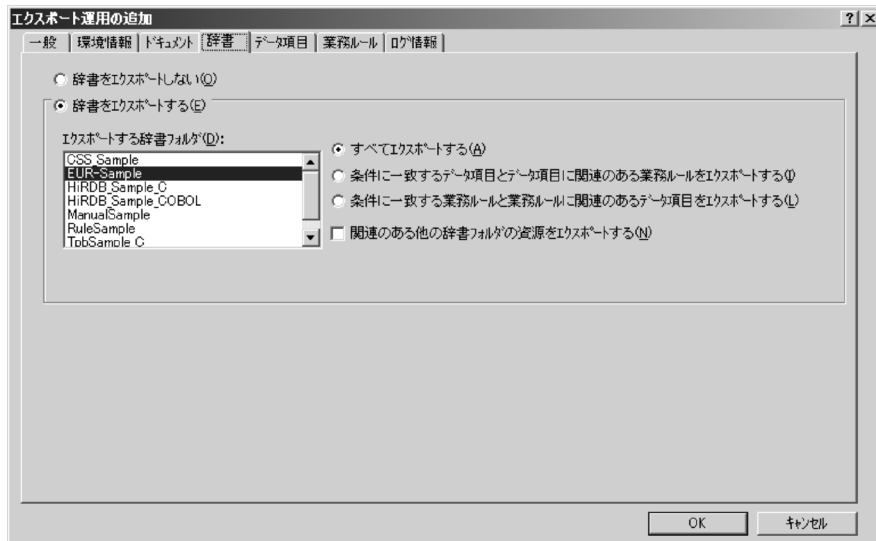 エクスポート運用の追加
一般 環境情報 ドキュメント 辞書 データ項目 業務ルール ログ情報
辞書をエクスポートしない(O)
辞書をエクスポートする(E)
エクスポートする辞書フォルダ(D):
CSS_Sample
EUR-Sample
HiRDB_Sample_C
HiRDB_Sample_COBOL
ManualSample
RuleSample
TpbSample_C
すべてエクスポートする(A)
条件に一致するデータ項目とデータ項目に関連のある業務ルールをエクスポートする(I)
条件に一致する業務ルールと業務ルールに関連のあるデータ項目をエクスポートする(L)
関連のある他の辞書フォルダの資源をエクスポートする(N)
OK キャンセル